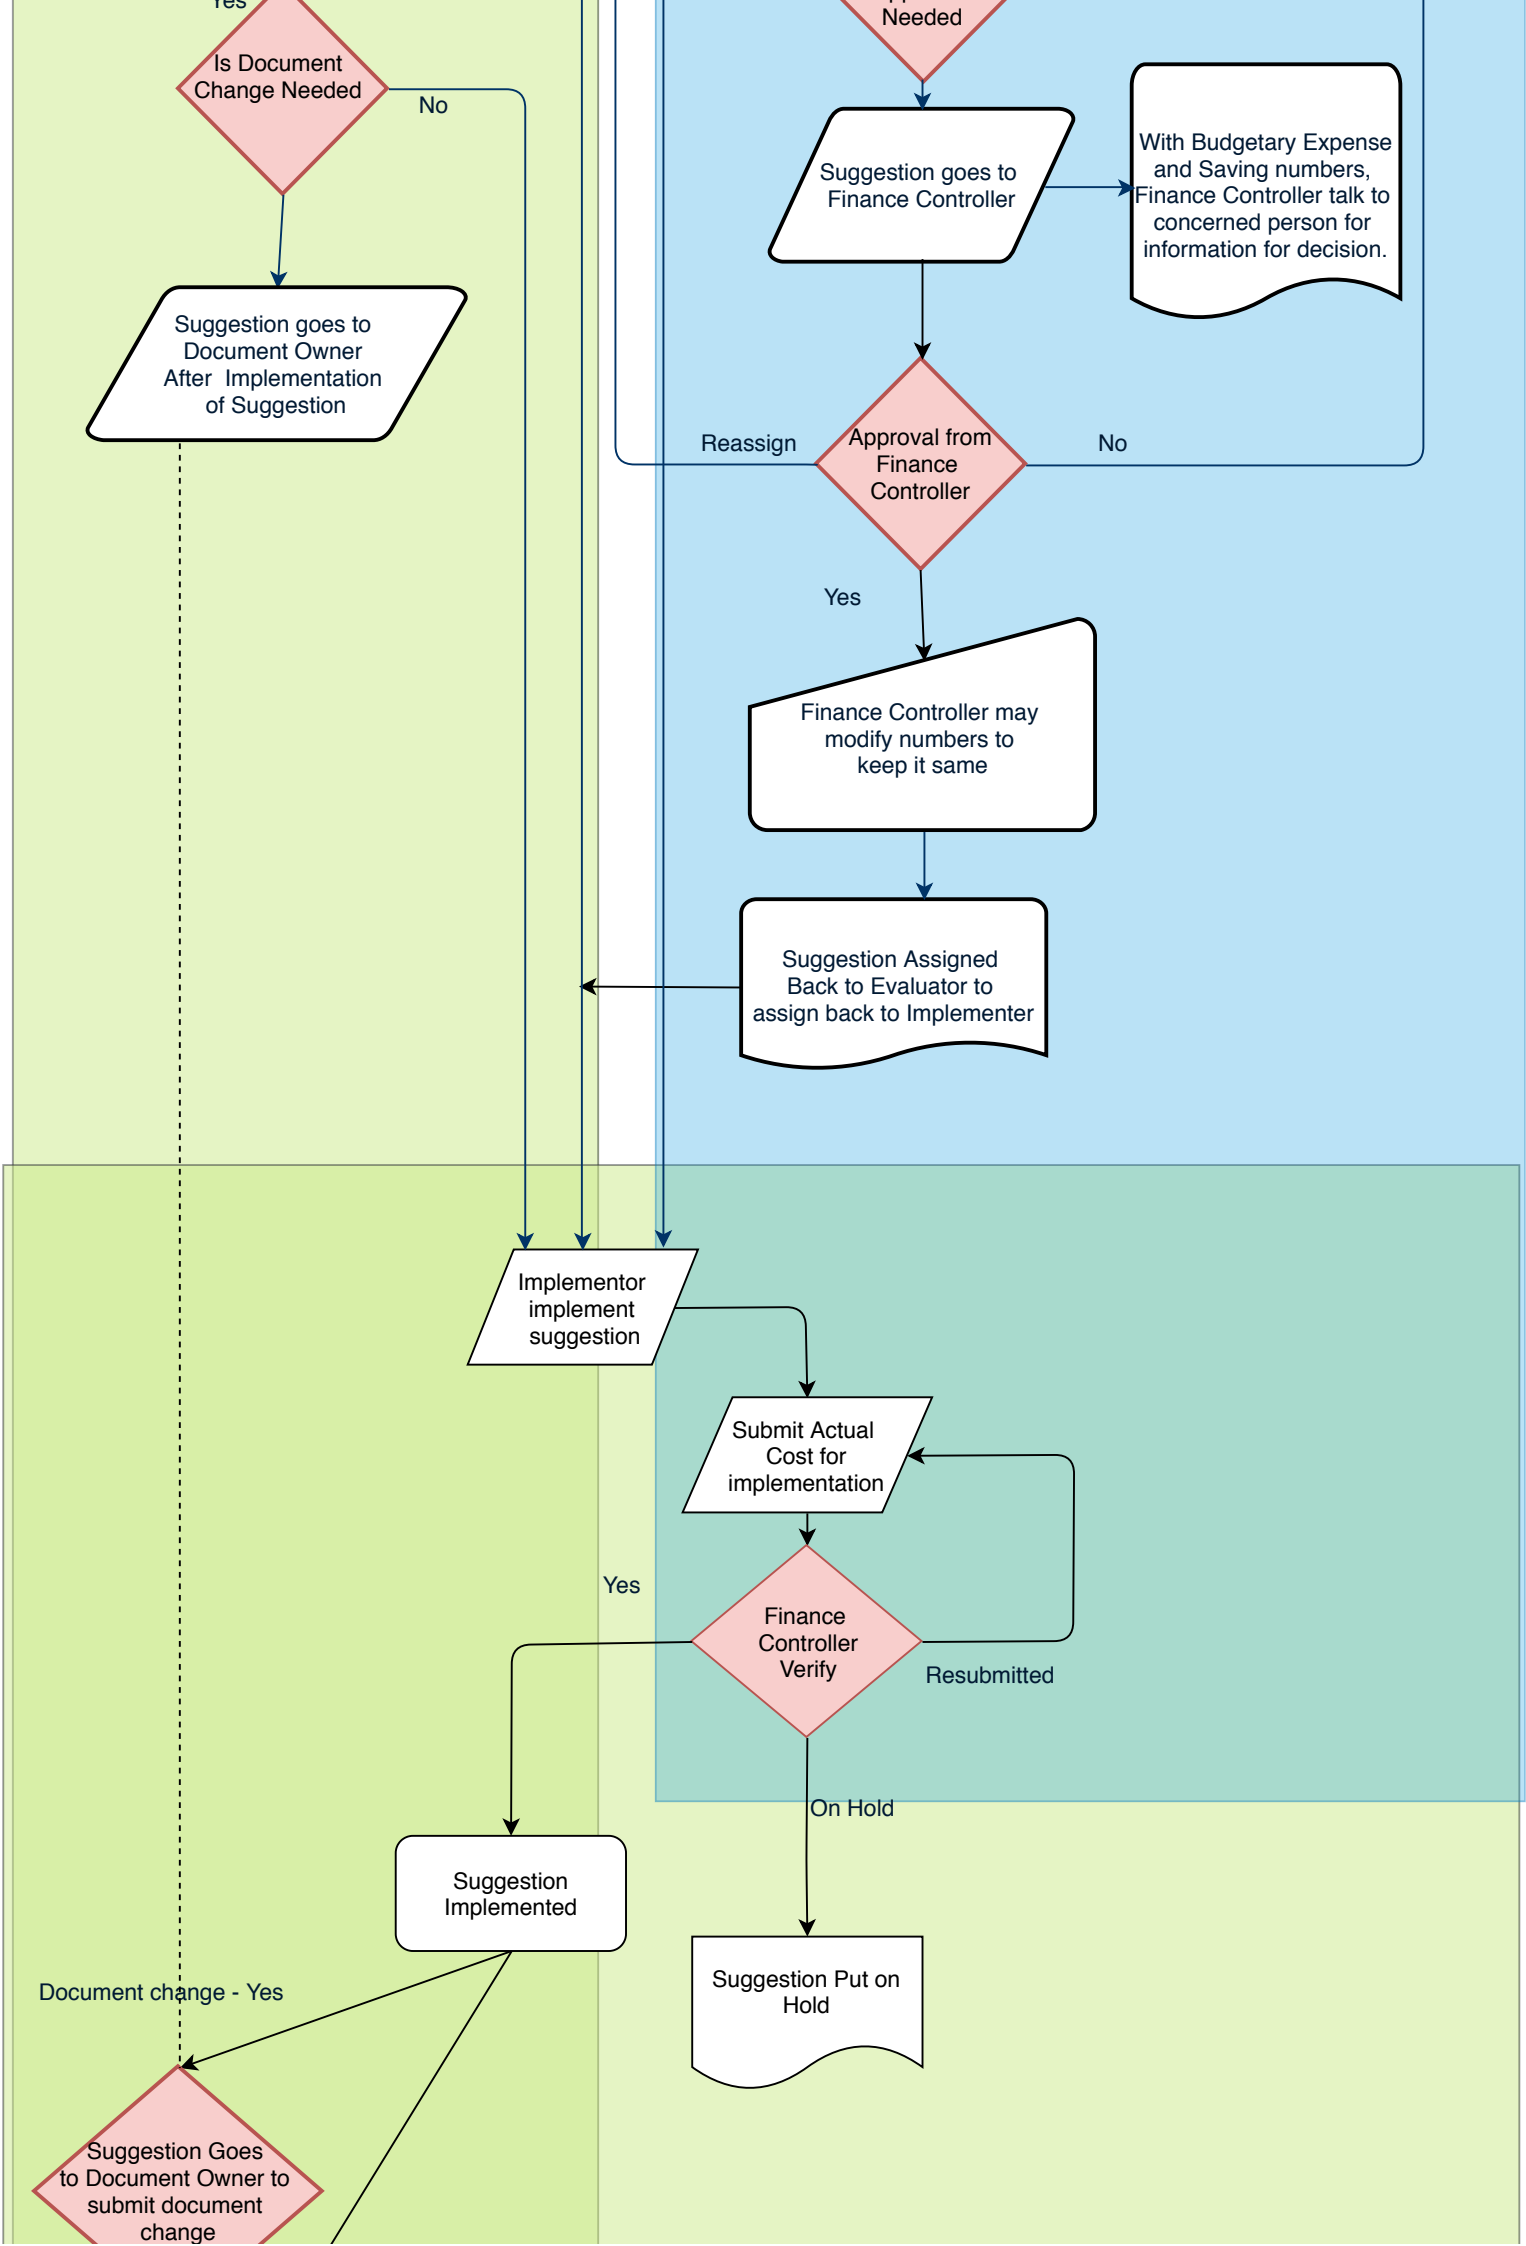 Yes
Needed
Is Document
Change Needed
No
Suggestion goes to
Finance Controller
With Budgetary Expense
and Saving numbers,
Finance Controller talk to
concerned person for
information for decision.
Suggestion goes to
Document Owner
After  Implementation
of Suggestion
Reassign
Approval from
Finance
Controller
No
Yes
Finance Controller may
modify numbers to
keep it same
Suggestion Assigned
Back to Evaluator to
assign back to Implementer
Implementor
implement
suggestion
Submit Actual
Cost for
implementation
Yes
Finance
Controller
Verify
Resubmitted
On Hold
Suggestion
Implemented
Document change - Yes
Suggestion Put on
Hold
Suggestion Goes
to Document Owner to
submit document
change